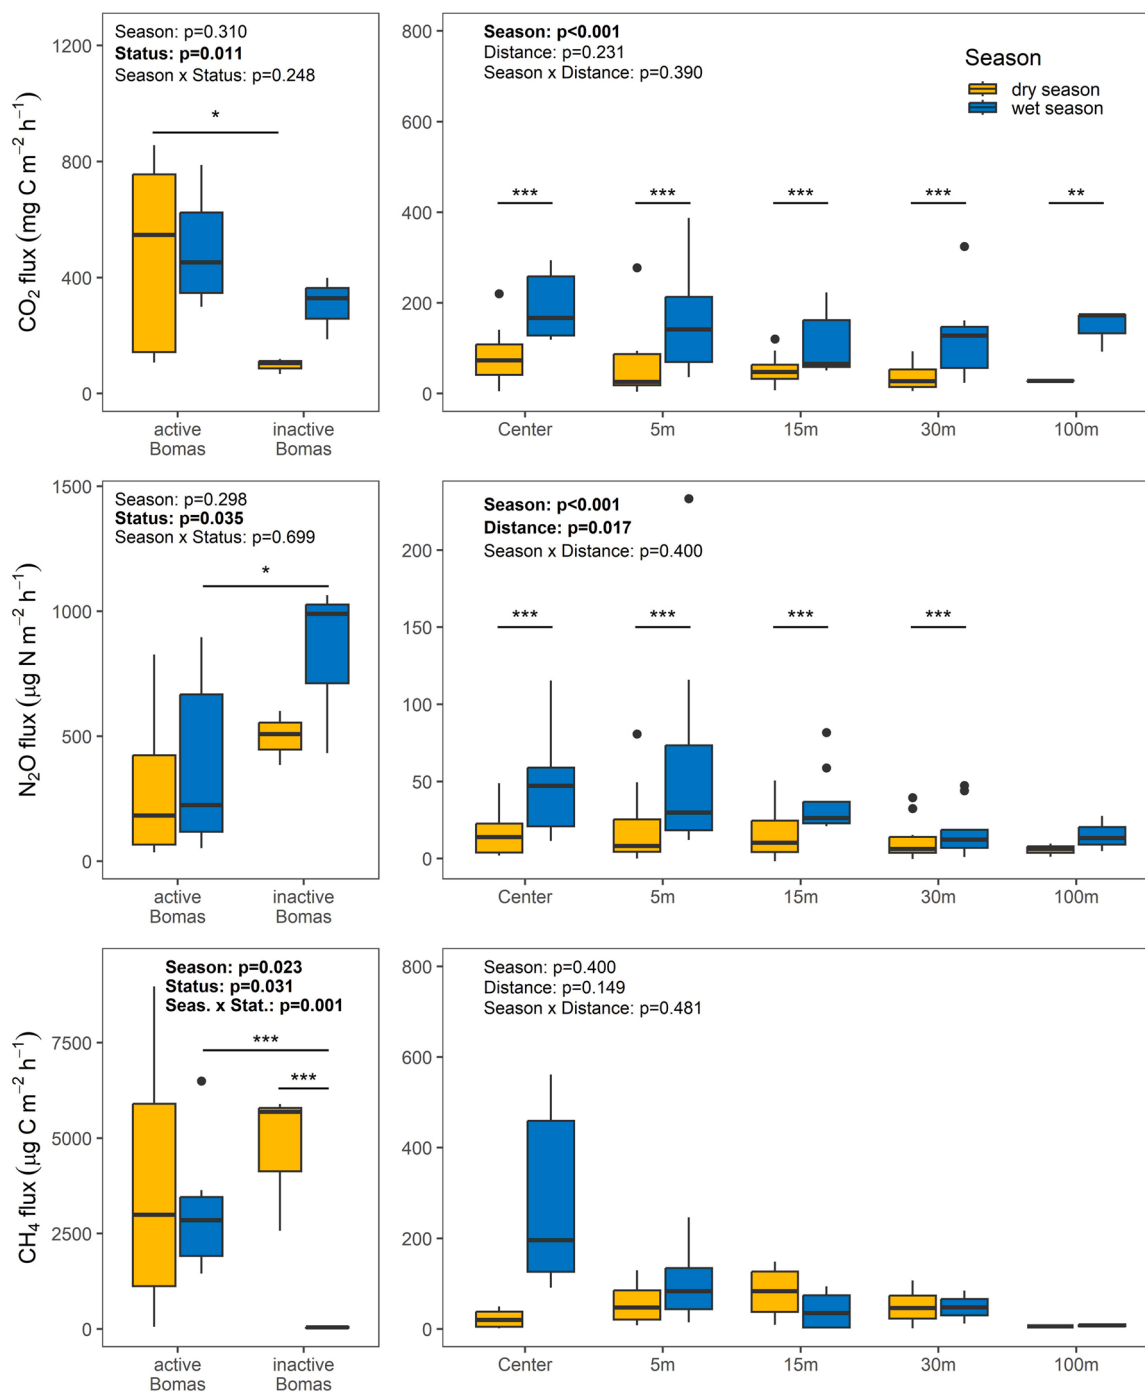 CO₂ flux (mg C m⁻² h⁻¹)
1200
800
400
0
Season: p=0.310
Status: p=0.011
Season x Status: p=0.248
*
active
Bomas
inactive
Bomas
800
600
400
200
0
Season: p<0.001
Distance: p=0.231
Season x Distance: p=0.390
Season
dry season
wet season
*** *** *** *** **
Center 5m 15m 30m 100m
N₂O flux (µg N m⁻² h⁻¹)
1500
1000
500
0
Season: p=0.298
Status: p=0.035
Season x Status: p=0.699
*
active
Bomas
inactive
Bomas
200
150
100
50
0
Season: p<0.001
Distance: p=0.017
Season x Distance: p=0.400
*** *** *** ***
Center 5m 15m 30m 100m
CH₄ flux (µg C m⁻² h⁻¹)
7500
5000
2500
0
Season: p=0.023
Status: p=0.031
Seas. x Stat.: p=0.001
***
***
active
Bomas
inactive
Bomas
800
600
400
200
0
Season: p=0.400
Distance: p=0.149
Season x Distance: p=0.481
Center 5m 15m 30m 100m